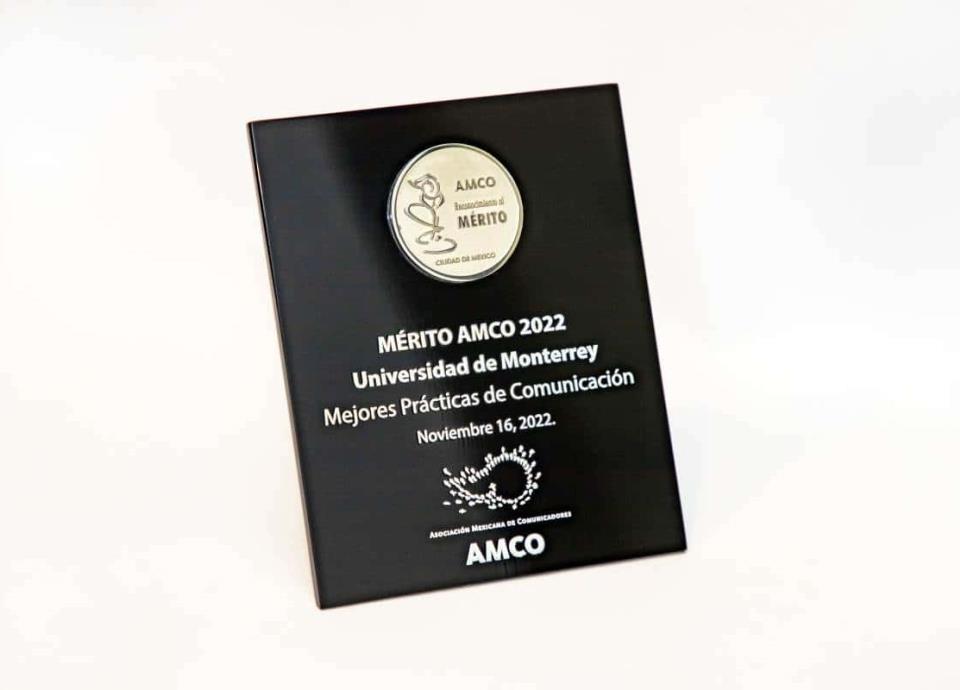 AMCO
Reconocimiento al
MÉRITO
CIUDAD DE MÉXICO
MÉRITO AMCO 2022
Universidad de Monterrey
Mejores Prácticas de Comunicación
Noviembre 16, 2022.
ASOCIACIÓN MEXICANA DE COMUNICADORES
AMCO